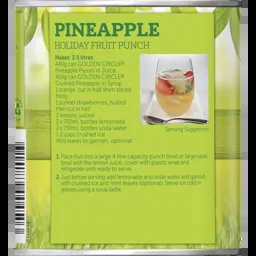 PINEAPPLE
HOLIDAY FRUIT PUNCH
Makes: 3.5 litres
440g can GOLDEN CIRCLE®
Pineapple Pieces in Juice
450g can GOLDEN CIRCLE®
Crushed Pineapple in Syrup
1 orange, cut in half then sliced
thinly
1 punnet strawberries, hulled
then cut in half
2 lemons, juiced
2 x 750mL bottles lemonade
2 x 750mL bottles soda water
1-2 cups crushed ice
Mint leaves to garnish, optional
Serving Suggestion
1. Place fruit into a large 4 litre capacity punch bowl or large salad
bowl with the lemon juice, cover with plastic wrap and
refrigerate until ready to serve.
2. Just before serving add lemonade and soda water and garnish
with crushed ice and mint leaves (optional). Serve ice cold in
glasses using a soup ladle.